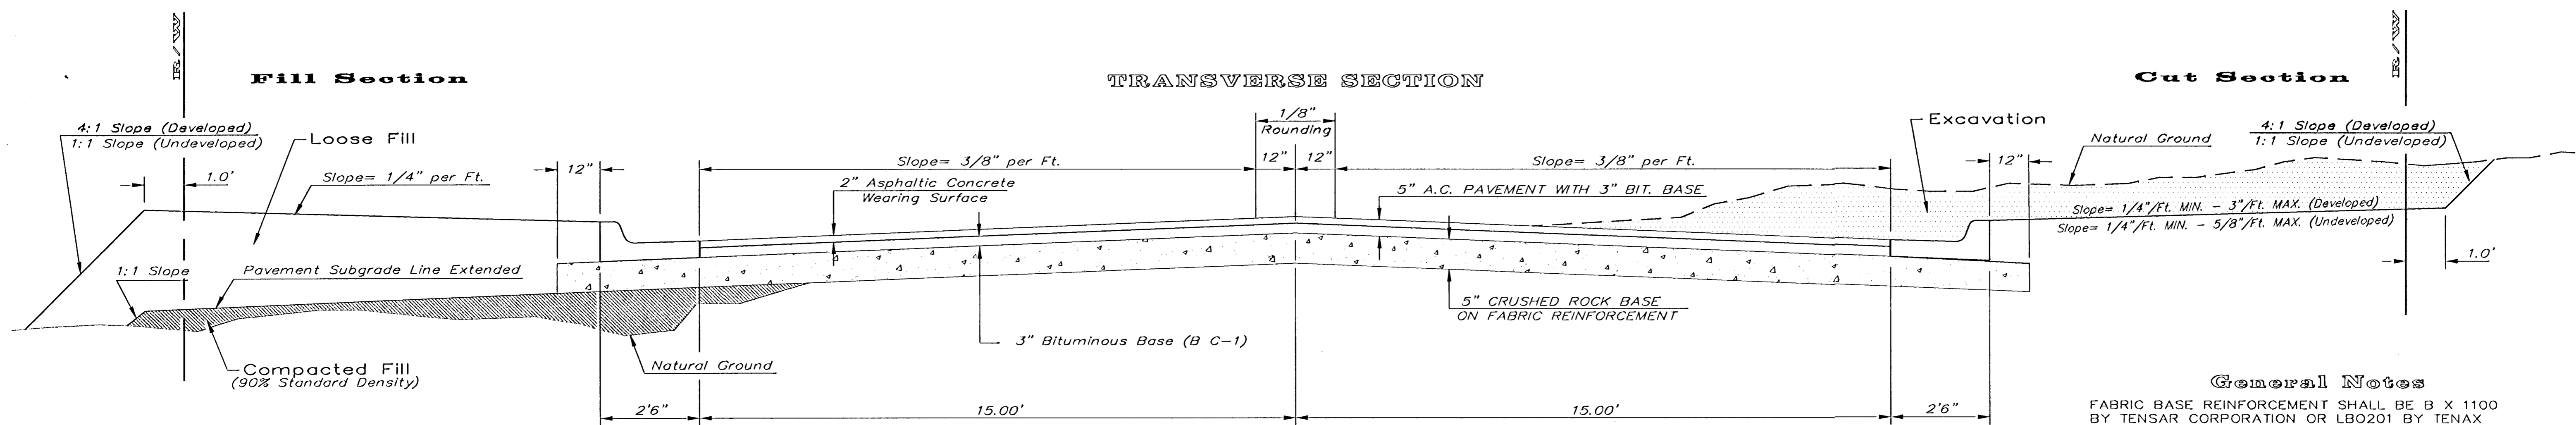 R/W
R/W
Fill Section
TRANSVERSE SECTION
Cut Section
1/8"
Rounding
4:1 Slope (Developed)
1:1 Slope (Undeveloped)
Loose Fill
Excavation
Natural Ground
4:1 Slope (Developed)
1:1 Slope (Undeveloped)
12"
Slope= 3/8" per Ft.
12"
12"
Slope= 3/8" per Ft.
12"
1.0'
Slope= 1/4" per Ft.
2" Asphaltic Concrete
Wearing Surface
5" A.C. PAVEMENT WITH 3" BIT. BASE
Slope= 1/4"/Ft. MIN. - 3"/Ft. MAX. (Developed)
Slope= 1/4"/Ft. MIN. - 5/8"/Ft. MAX. (Undeveloped)
1.0'
1:1 Slope
Pavement Subgrade Line Extended
5" CRUSHED ROCK BASE
ON FABRIC REINFORCEMENT
3" Bituminous Base (B C-1)
Compacted Fill
(90% Standard Density)
Natural Ground
2'6"
15.00'
15.00'
2'6"
General Notes
FABRIC BASE REINFORCEMENT SHALL BE B X 1100
BY TENSAR CORPORATION OR LBO201 BY TENAX